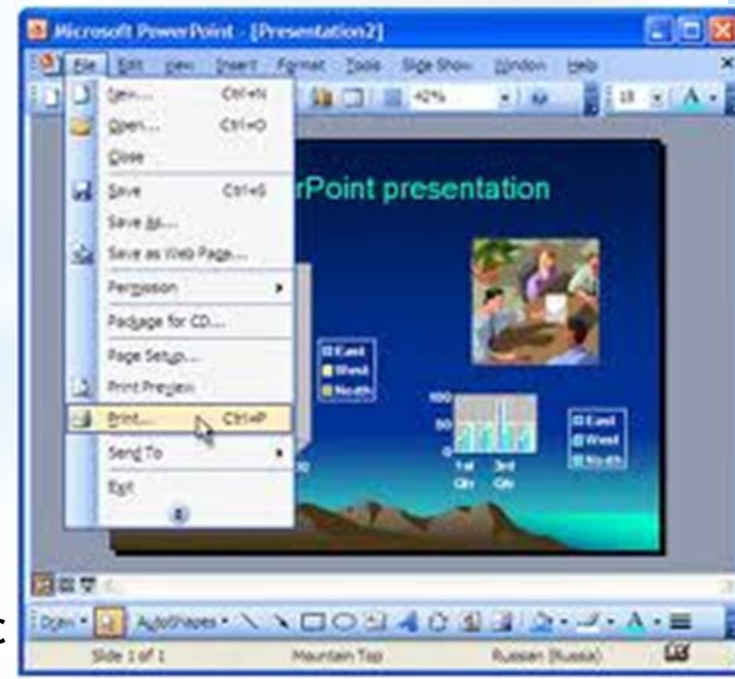 Microsoft PowerPoint - [Presentation2]
File Edit View Insert Format Tools Slide Show Window Help
42% 18 A
New... Ctrl+N
Open... Ctrl+O
Close
Save Ctrl+S
Save As...
Save as Web Page...
Permission
Package for CD...
Page Setup...
Print Preview
Print... Ctrl+P
Send To
Exit
rPoint presentation
East
West
North
100
50
0
1st Qtr
3rd Qtr
East
West
North
Draw AutoShapes
Slide 1 of 1 Mountain Top Russian (Russia)